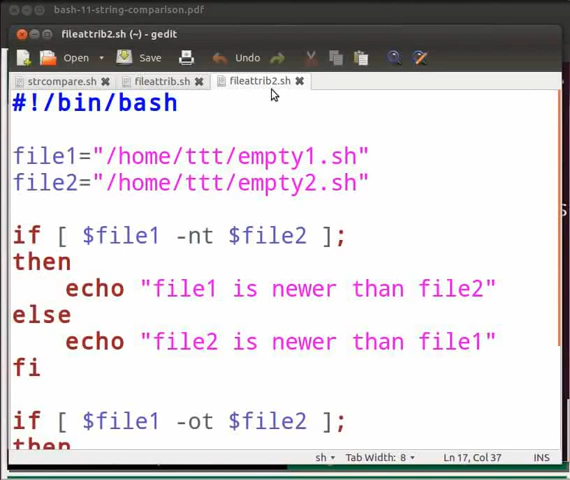 bash-11-string-comparison.pdf
fileattrib2.sh (~) - gedit
Open Save Undo
strcompare.sh fileattrib.sh fileattrib2.sh
#!/bin/bash
file1="/home/ttt/empty1.sh"
file2="/home/ttt/empty2.sh"
if [ $file1 -nt $file2 ];
then
echo "file1 is newer than file2"
else
echo "file2 is newer than file1"
fi
if [ $file1 -ot $file2 ];
then
sh Tab Width: 8 Ln 17, Col 37 INS